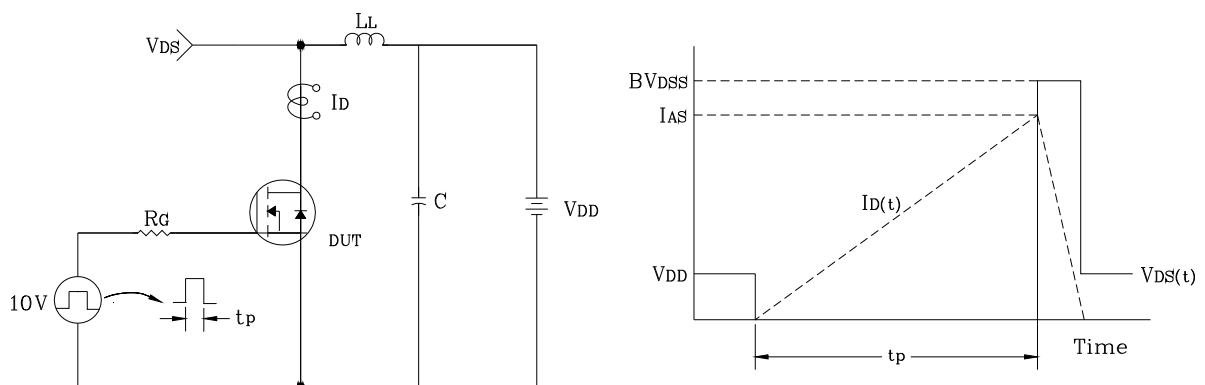 LL
VDS
ID
C
VDD
RG
DUT
10V
tp
BVDSS
IAS
ID(t)
VDD
VDS(t)
Time
tp